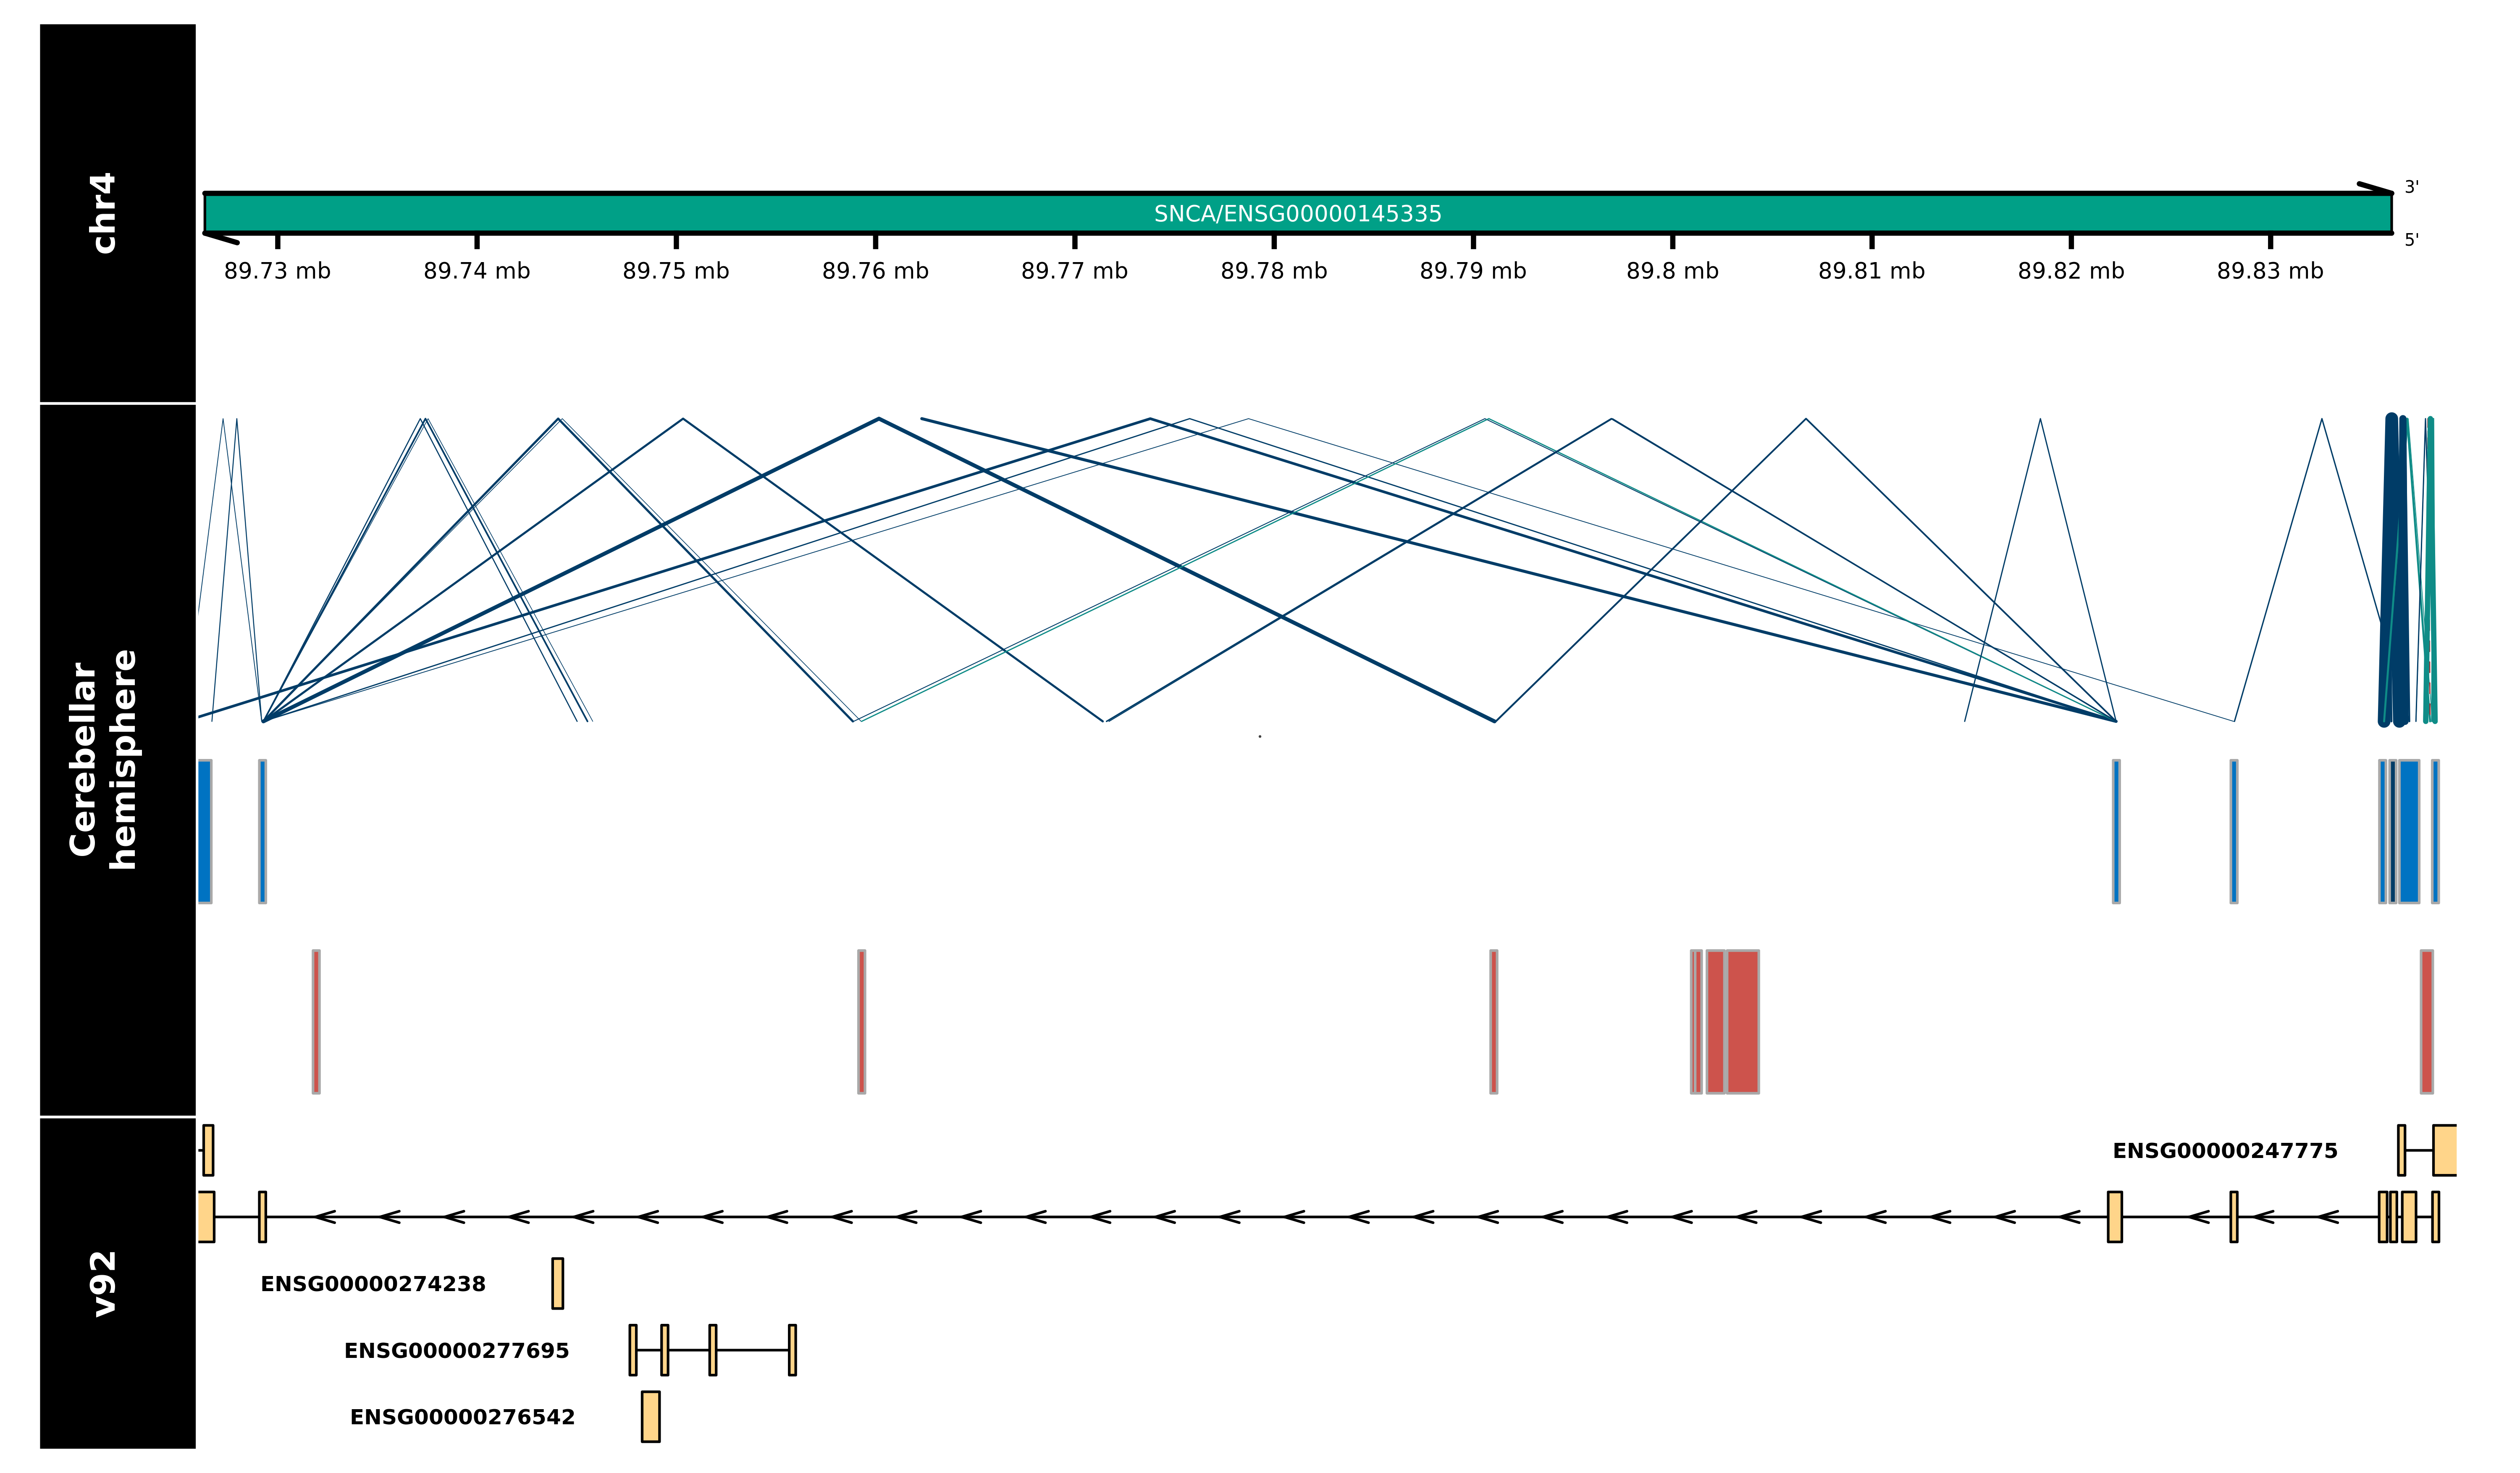 chr4
3'
SNCA/ENSG00000145335
5'
89.73 mb
89.74 mb
89.75 mb
89.76 mb
89.77 mb
89.78 mb
89.79 mb
89.8 mb
89.81 mb
89.82 mb
89.83 mb
Cerebellar
hemisphere
v92
ENSG00000247775
ENSG00000274238
ENSG00000277695
ENSG00000276542